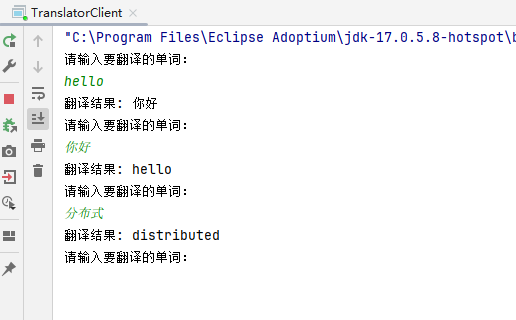 TranslatorClient
"C:\Program Files\Eclipse Adoptium\jdk-17.0.5.8-hotspot\b
请输入要翻译的单词:
hello
翻译结果: 你好
请输入要翻译的单词:
你好
翻译结果: hello
请输入要翻译的单词:
分布式
翻译结果: distributed
请输入要翻译的单词: